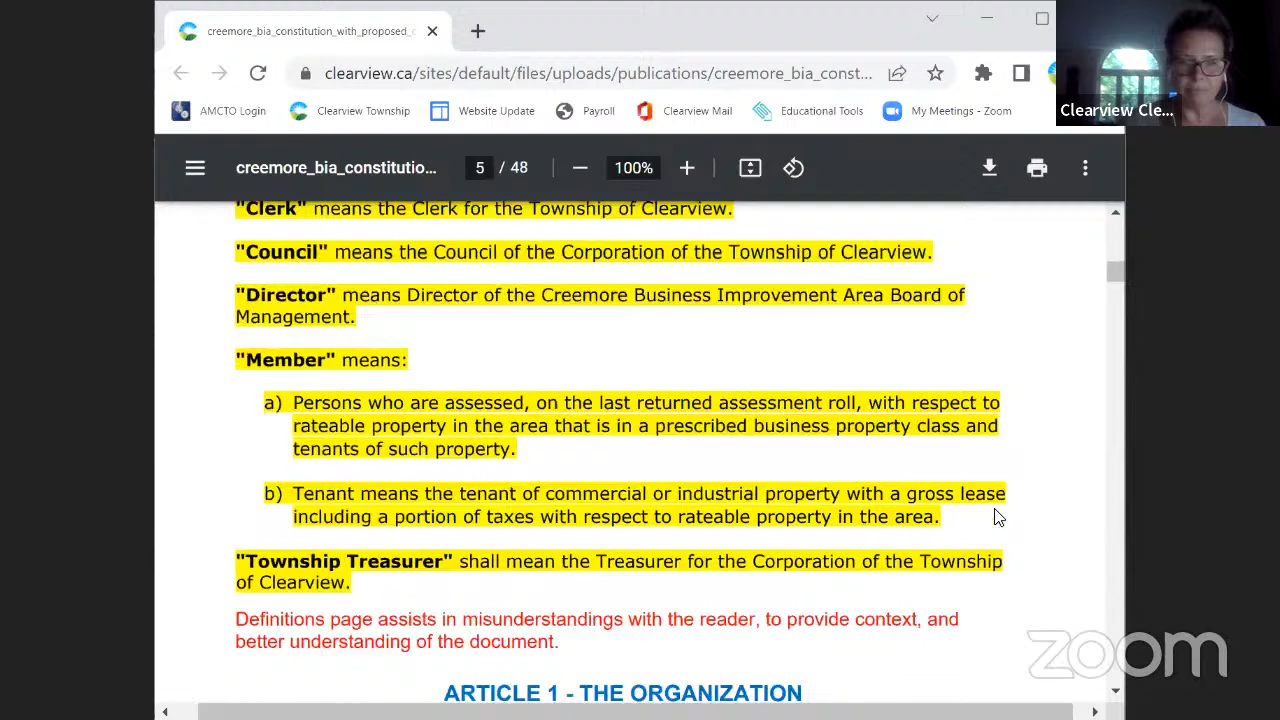 creemore_bia_constitution_with_proposed_c
clearview.ca/sites/default/files/uploads/publications/creemore_bia_const...
AMCTO Login
Clearview Township
Website Update
Payroll
Clearview Mail
Educational Tools
My Meetings - Zoom
Clearview Cle...
creemore_bia_constitutio...
5 / 48
100%
"Clerk" means the Clerk for the Township of Clearview.
"Council" means the Council of the Corporation of the Township of Clearview.
"Director" means Director of the Creemore Business Improvement Area Board of
Management.
"Member" means:
a) Persons who are assessed, on the last returned assessment roll, with respect to
rateable property in the area that is in a prescribed business property class and
tenants of such property.
b) Tenant means the tenant of commercial or industrial property with a gross lease
including a portion of taxes with respect to rateable property in the area.
"Township Treasurer" shall mean the Treasurer for the Corporation of the Township
of Clearview.
Definitions page assists in misunderstandings with the reader, to provide context, and
better understanding of the document.
ARTICLE 1 - THE ORGANIZATION
zoom